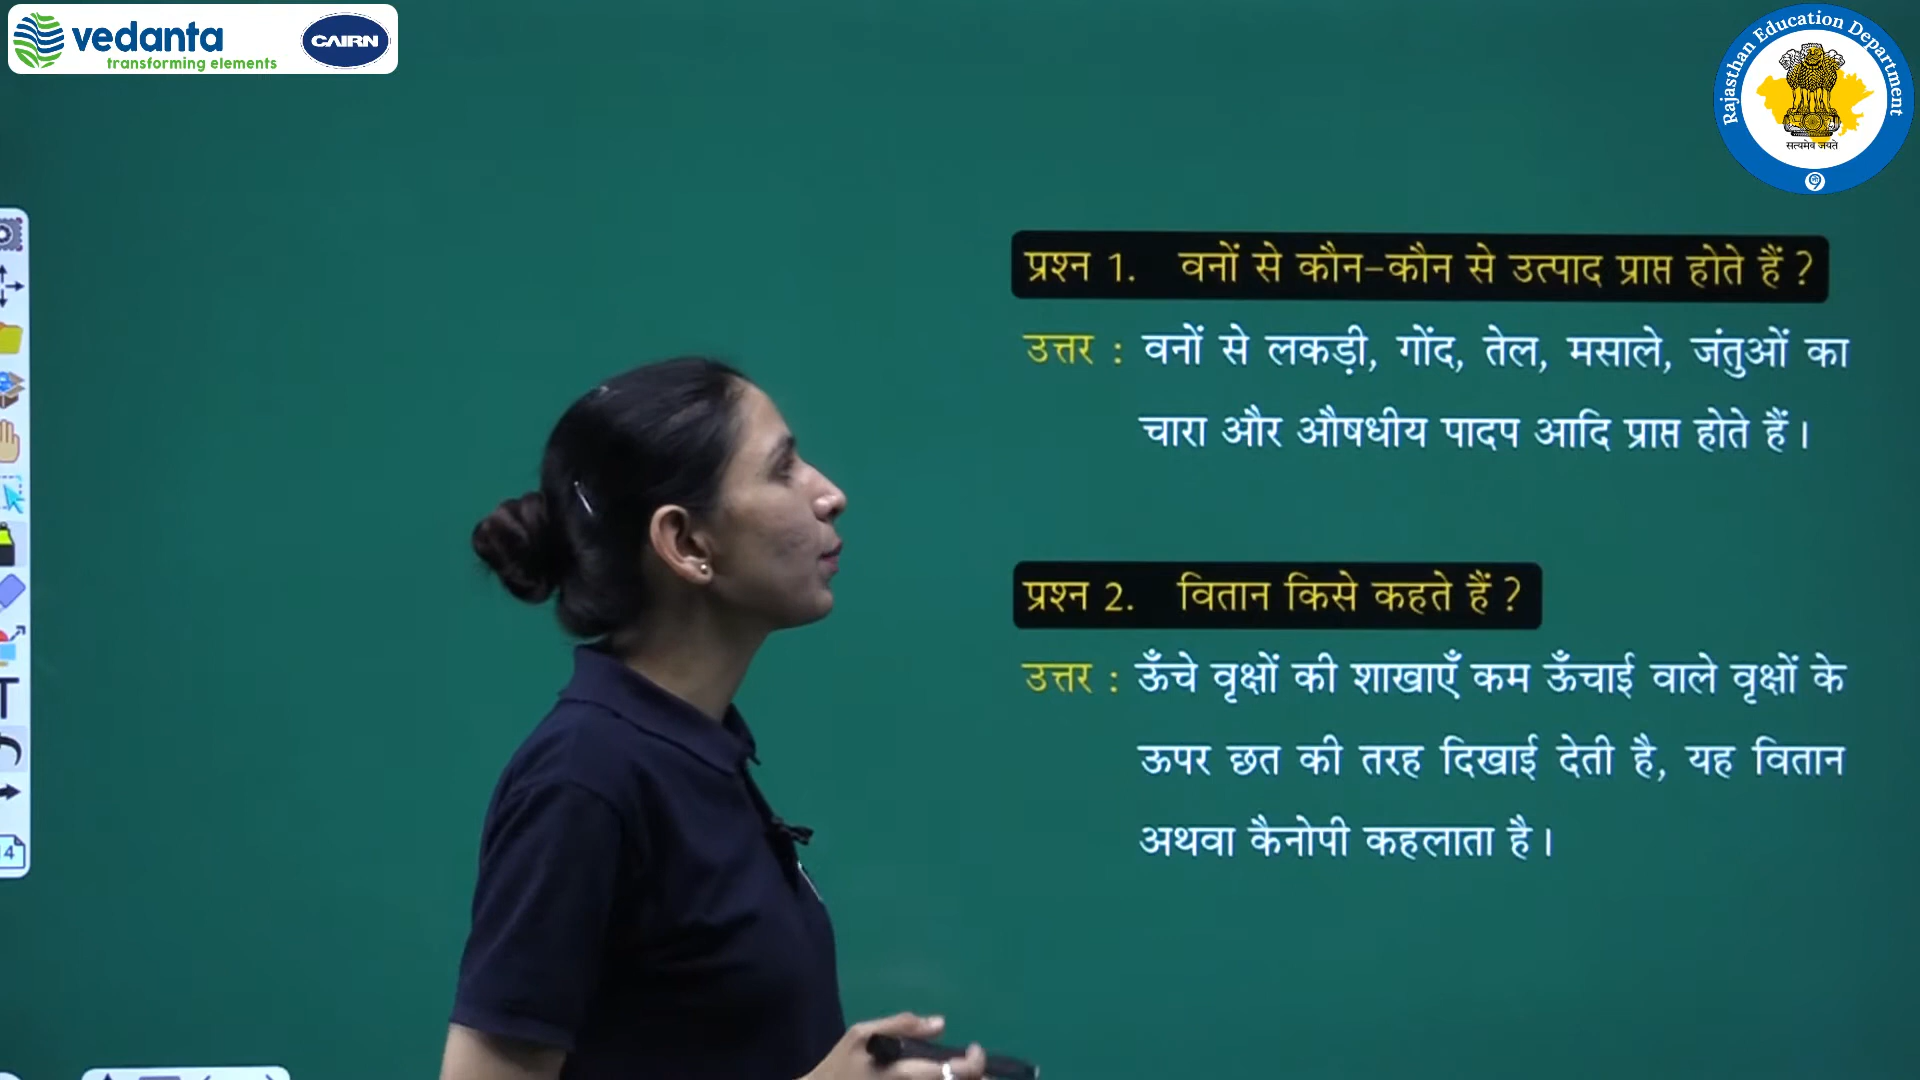 vedanta
transforming elements
CAIRN
Rajasthan Education Department
सत्यमेव जयते
प्रश्न 1. वनों से कौन-कौन से उत्पाद प्राप्त होते हैं ?
उत्तर : वनों से लकड़ी, गोंद, तेल, मसाले, जंतुओं का
चारा और औषधीय पादप आदि प्राप्त होते हैं।
प्रश्न 2. वितान किसे कहते हैं ?
उत्तर : ऊँचे वृक्षों की शाखाएँ कम ऊँचाई वाले वृक्षों के
ऊपर छत की तरह दिखाई देती है, यह वितान
अथवा कैनोपी कहलाता है।